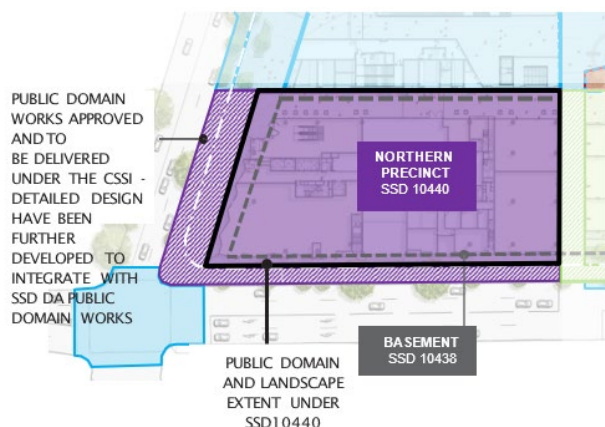 PUBLIC DOMAIN
WORKS APPROVED
AND TO
BE DELIVERED
UNDER THE CSSI -
DETAILED DESIGN
HAVE BEEN
FURTHER
DEVELOPED TO
INTEGRATE WITH
SSD DA PUBLIC
DOMAIN WORKS
NORTHERN
PRECINCT
SSD 10440
BASEMENT
SSD 10438
PUBLIC DOMAIN
AND LANDSCAPE
EXTENT UNDER
SSD10440